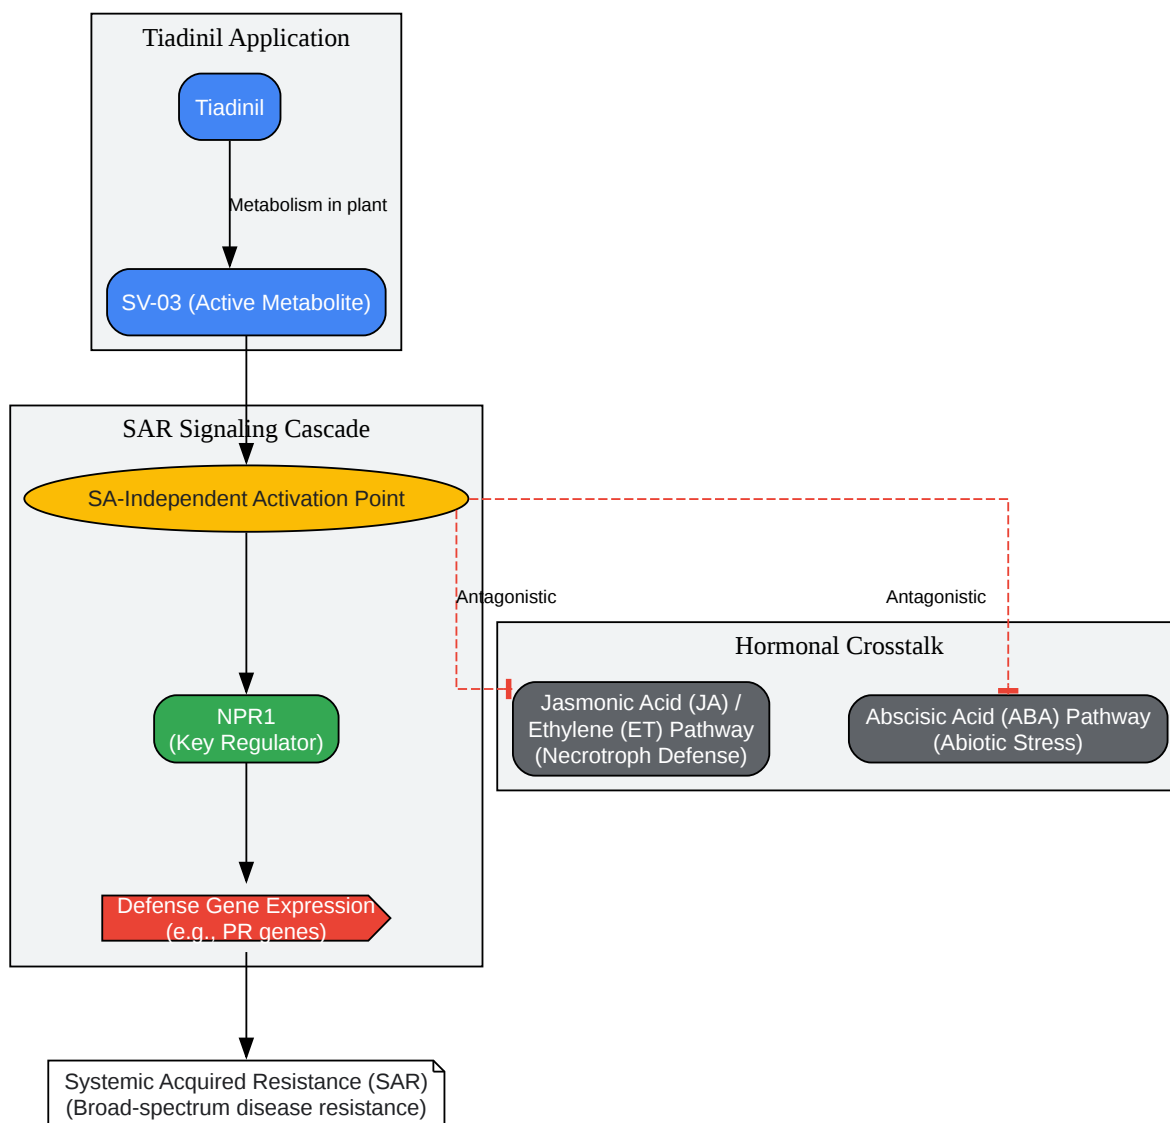 Tiadinil Application
Tiadinil
Metabolism in plant
SV-03 (Active Metabolite)
SAR Signaling Cascade
SA-Independent Activation Point
Antagonistic
Antagonistic
Hormonal Crosstalk
Jasmonic Acid (JA) /
Ethylene (ET) Pathway
(Necrotroph Defense)
Abscisic Acid (ABA) Pathway
(Abiotic Stress)
NPR1
(Key Regulator)
Defense Gene Expression
(e.g., PR genes)
Systemic Acquired Resistance (SAR)
(Broad-spectrum disease resistance)